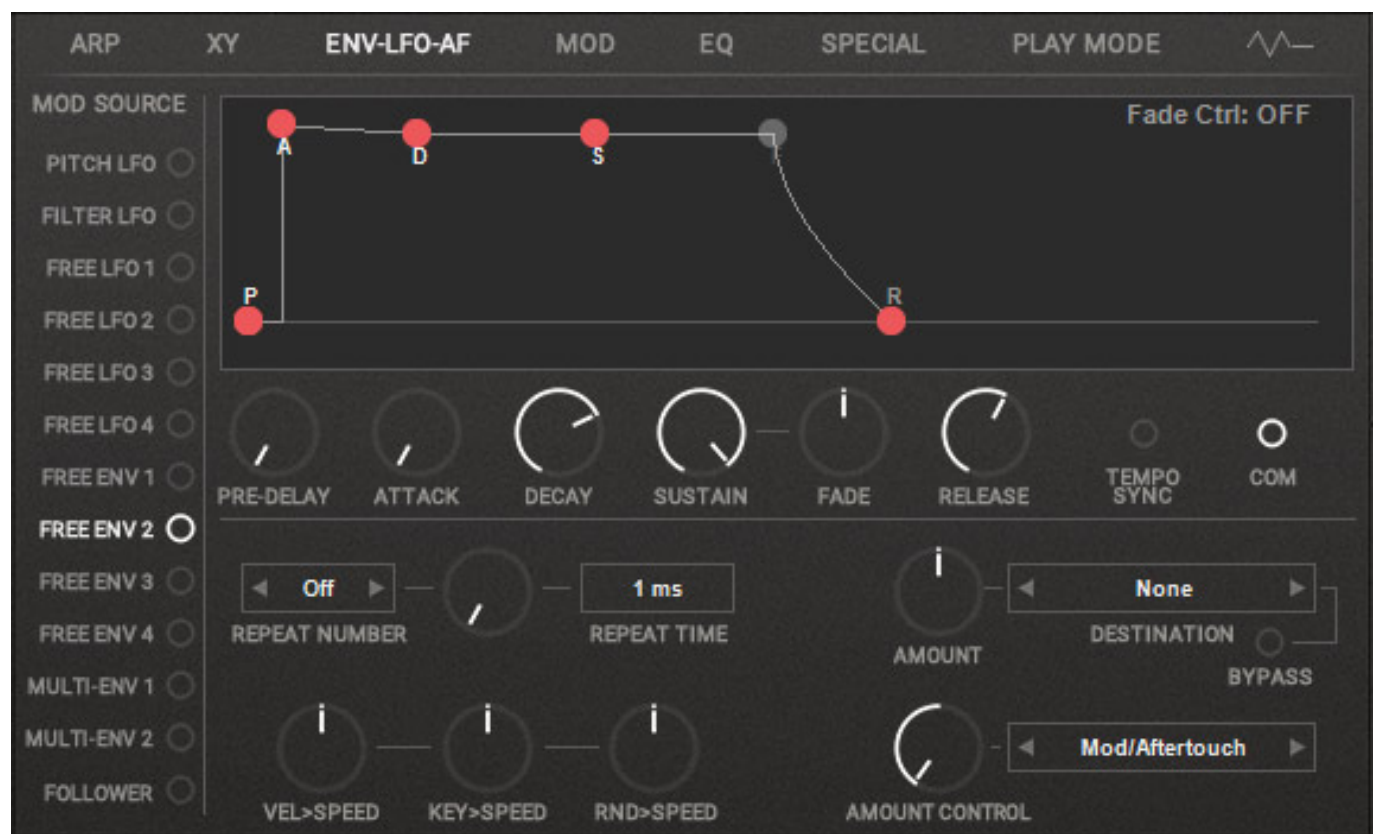 ARP XY ENV-LFO-AF MOD EQ SPECIAL PLAY MODE
MOD SOURCE
PITCH LFO
FILTER LFO
FREE LFO 1
FREE LFO 2
FREE LFO 3
FREE LFO 4
FREE ENV 1
FREE ENV 2
FREE ENV 3
FREE ENV 4
MULTI-ENV 1
MULTI-ENV 2
FOLLOWER
Fade Ctrl: OFF
A D S
P R
PRE-DELAY ATTACK DECAY SUSTAIN FADE RELEASE TEMPO SYNC COM
Off 1 ms None
REPEAT NUMBER REPEAT TIME AMOUNT DESTINATION
BYPASS
Mod/Aftertouch
VEL>SPEED KEY>SPEED RND>SPEED AMOUNT CONTROL